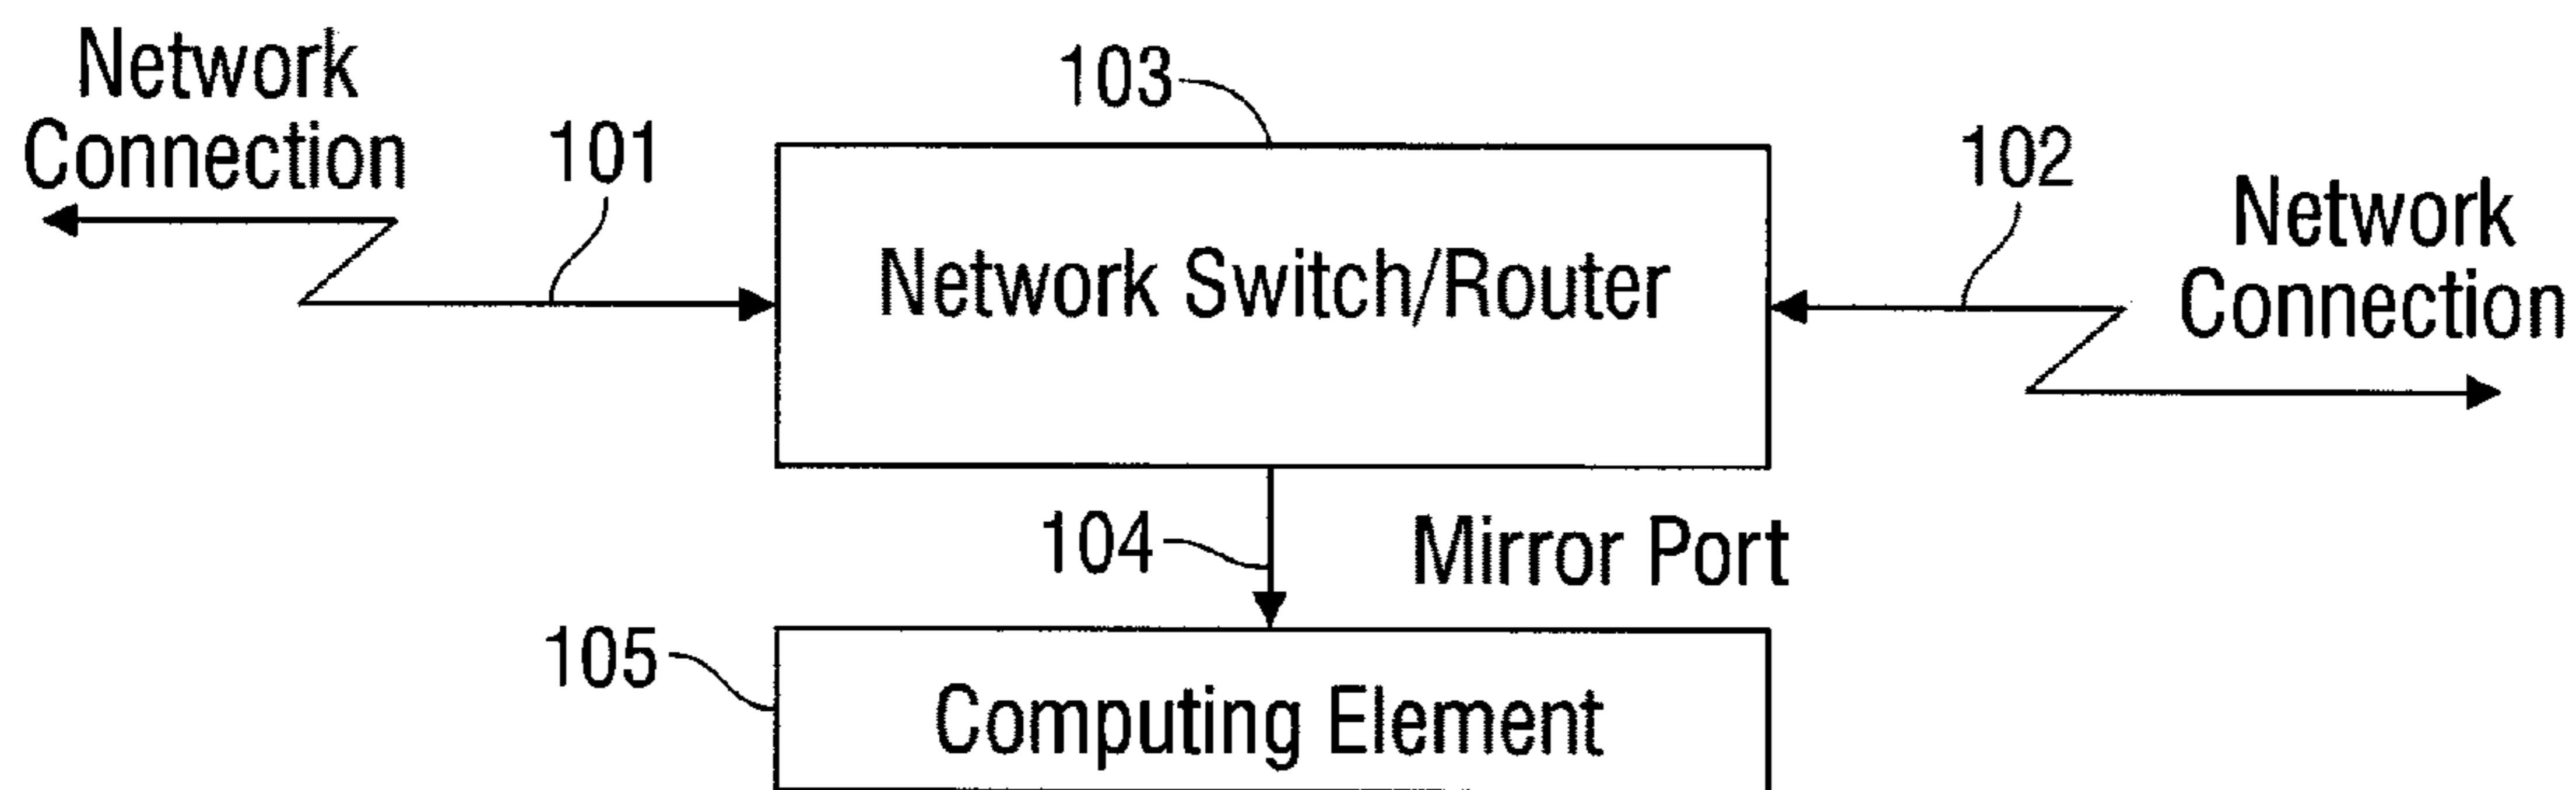 Network
Connection
101
103
102
Network
Connection
Network Switch/Router
104
Mirror Port
105
Computing Element